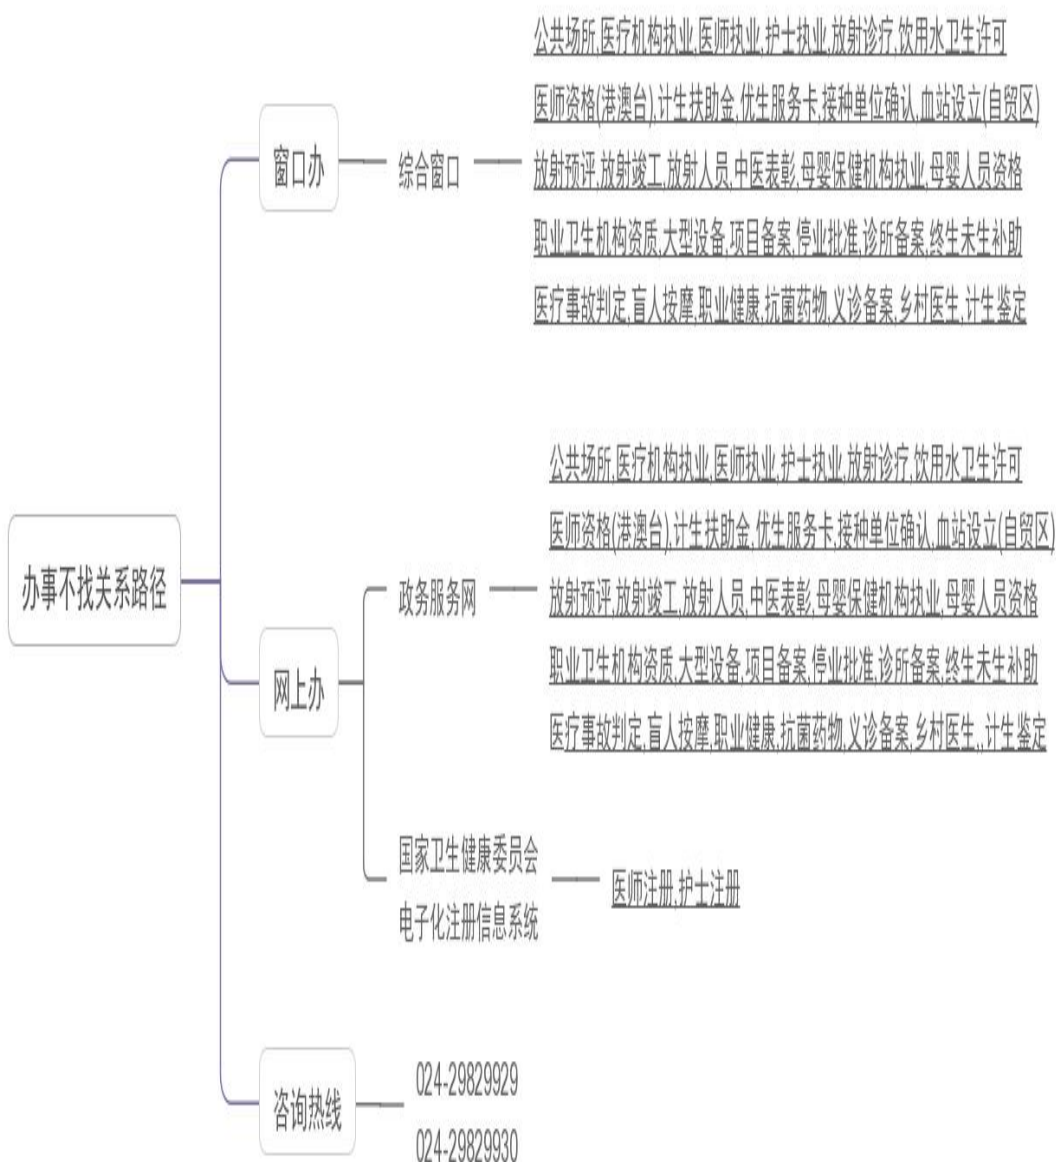 公共场所,医疗机构执业,医师执业,护士执业,放射诊疗,饮用水卫生许可
医师资格(港澳台),计生扶助金,优生服务卡,接种单位确认,血站设立(自贸区)
窗口办
综合窗口
放射预评,放射竣工,放射人员,中医表彰,母婴保健机构执业,母婴人员资格
职业卫生机构资质,大型设备,项目备案,停业批准,诊所备案,终生未生补助
医疗事故判定,盲人按摩,职业健康,抗菌药物,义诊备案,乡村医生,计生鉴定
办事不找关系路径
网上办
政务服务网
公共场所,医疗机构执业,医师执业,护士执业,放射诊疗,饮用水卫生许可
医师资格(港澳台),计生扶助金,优生服务卡,接种单位确认,血站设立(自贸区)
放射预评,放射竣工,放射人员,中医表彰,母婴保健机构执业,母婴人员资格
职业卫生机构资质,大型设备,项目备案,停业批准,诊所备案,终生未生补助
医疗事故判定,盲人按摩,职业健康,抗菌药物,义诊备案,乡村医生,,计生鉴定
国家卫生健康委员会
电子化注册信息系统
医师注册,护士注册
咨询热线
024-29829929
024-29829930